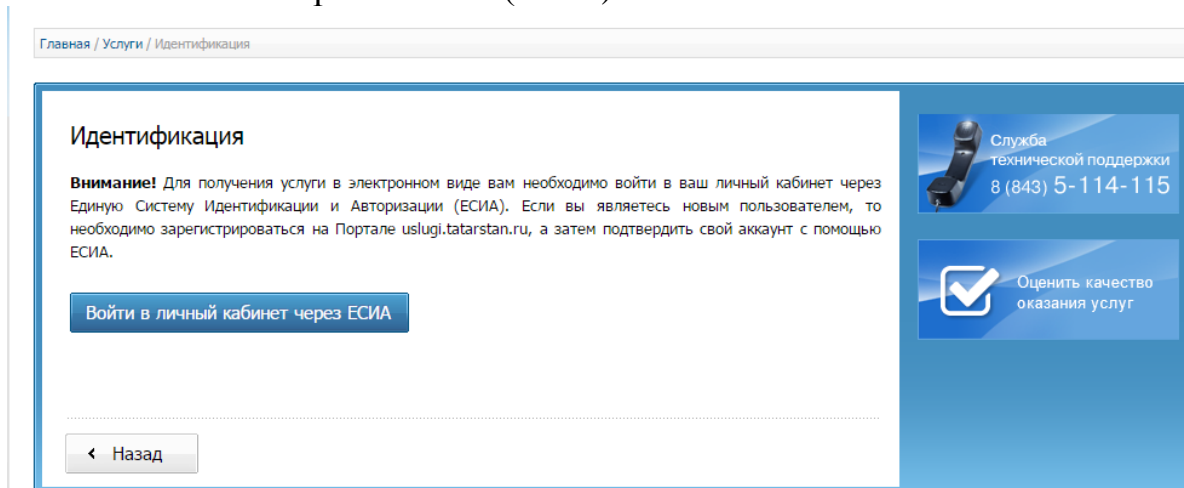 Главная / Услуги / Идентификация
Идентификация
Внимание! Для получения услуги в электронном виде вам необходимо войти в ваш личный кабинет через
Единую Систему Идентификации и Авторизации (ЕСИА). Если вы являетесь новым пользователем, то
необходимо зарегистрироваться на Портале uslugi.tatarstan.ru, а затем подтвердить свой аккаунт с помощью
ЕСИА.
Войти в личный кабинет через ЕСИА
Назад
Служба
технической поддержки
8 (843) 5-114-115
Оценить качество
оказания услуг